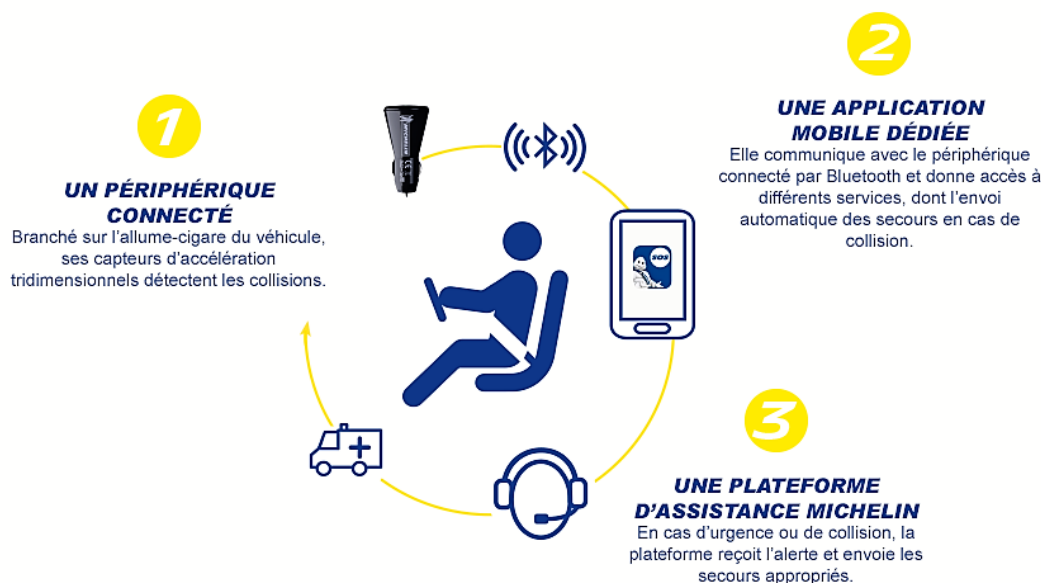 1
UN PÉRIPHÉRIQUE
CONNECTÉ
Branché sur l'allume-cigare du véhicule,
ses capteurs d'accélération
tridimensionnels détectent les collisions.
MICHELIN
2
UNE APPLICATION
MOBILE DÉDIÉE
Elle communique avec le périphérique
connecté par Bluetooth et donne accès à
différents services, dont l'envoi
automatique des secours en cas de
collision.
SOS
3
UNE PLATEFORME
D'ASSISTANCE MICHELIN
En cas d'urgence ou de collision, la
plateforme reçoit l'alerte et envoie les
secours appropriés.